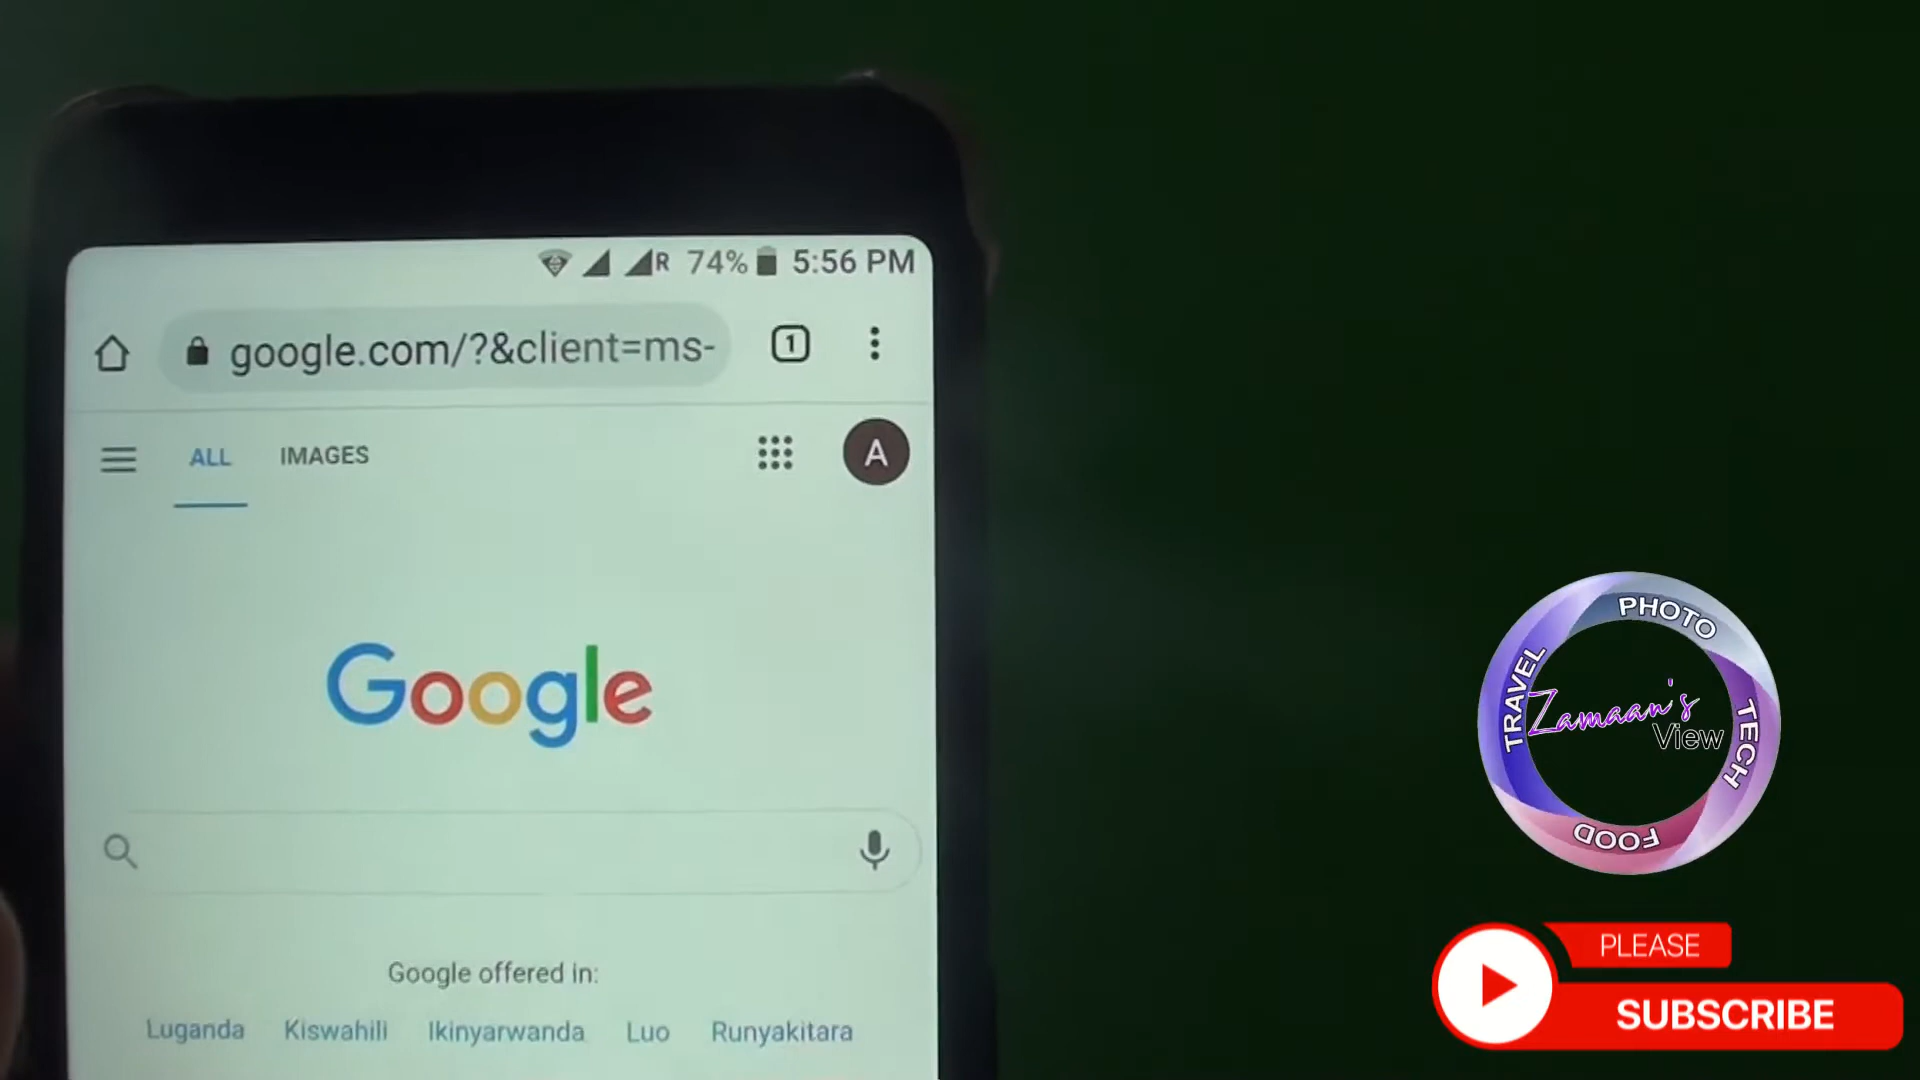 R 74% 5:56 PM
google.com/?&client=ms-
1
ALL IMAGES
A
Google
Google offered in:
Luganda Kiswahili Ikinyarwanda Luo Runyakitara
PHOTO
TRAVEL
TECH
FOOD
Zamaan's
View
PLEASE
SUBSCRIBE